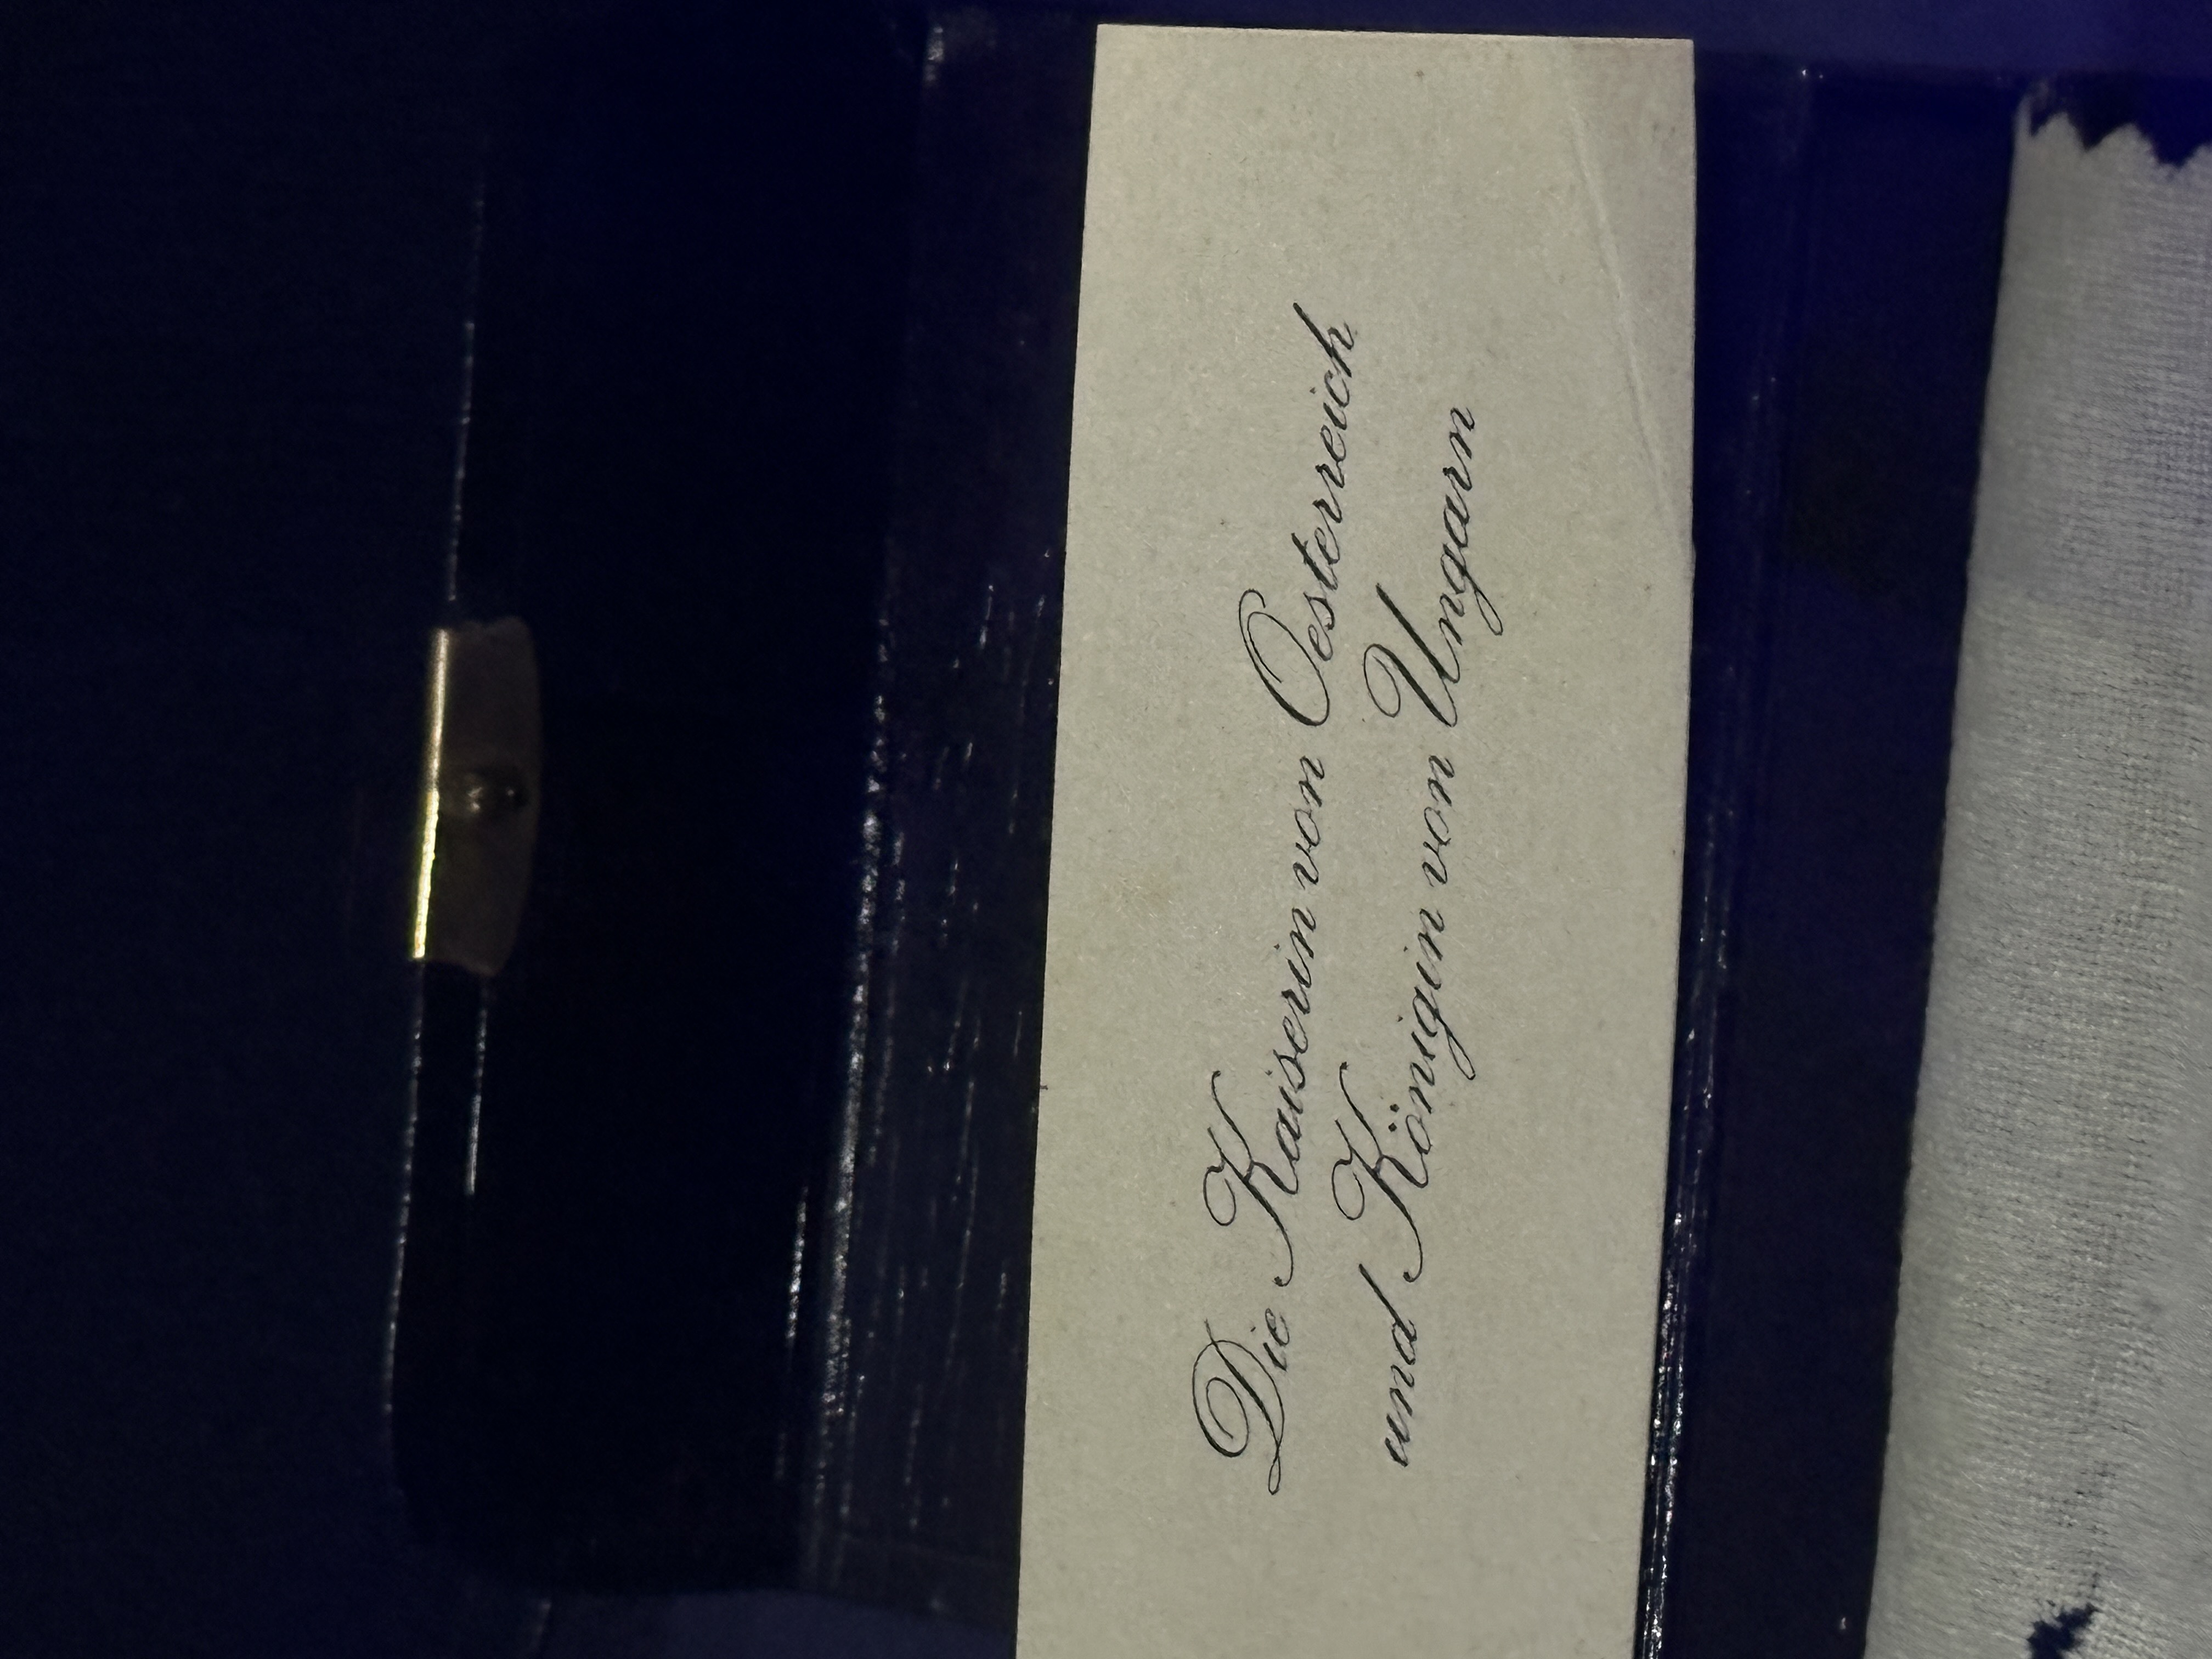 Die Kaiserin von Oesterreich
und Königin von Ungarn